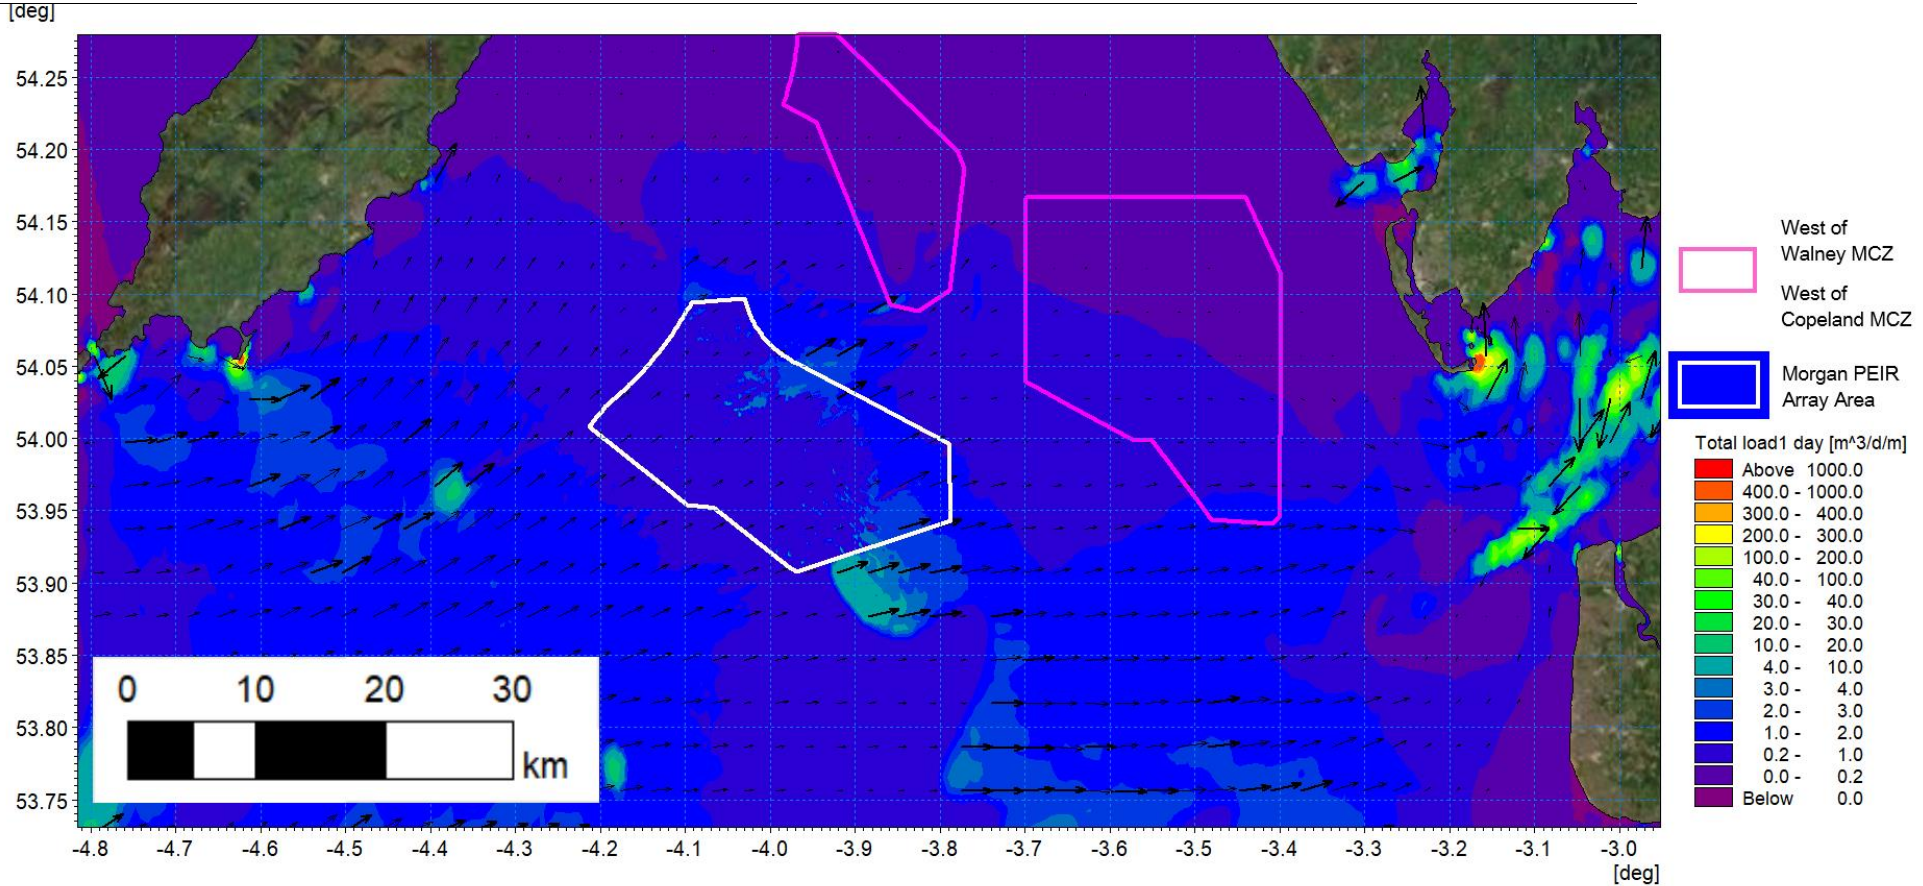 [deg]
54.25
54.20
54.15
54.10
54.05
54.00
53.95
53.90
53.85
53.80
53.75
0 10 20 30
km
-4.8 -4.7 -4.6 -4.5 -4.4 -4.3 -4.2 -4.1 -4.0 -3.9 -3.8 -3.7 -3.6 -3.5 -3.4 -3.3 -3.2 -3.1 -3.0
[deg]
West of
Walney MCZ
West of
Copeland MCZ
Morgan PEIR
Array Area
Total load1 day [m^3/d/m]
Above 1000.0
400.0 - 1000.0
300.0 - 400.0
200.0 - 300.0
100.0 - 200.0
40.0 - 100.0
30.0 - 40.0
20.0 - 30.0
10.0 - 20.0
4.0 - 10.0
3.0 - 4.0
2.0 - 3.0
1.0 - 2.0
0.2 - 1.0
0.0 - 0.2
Below 0.0